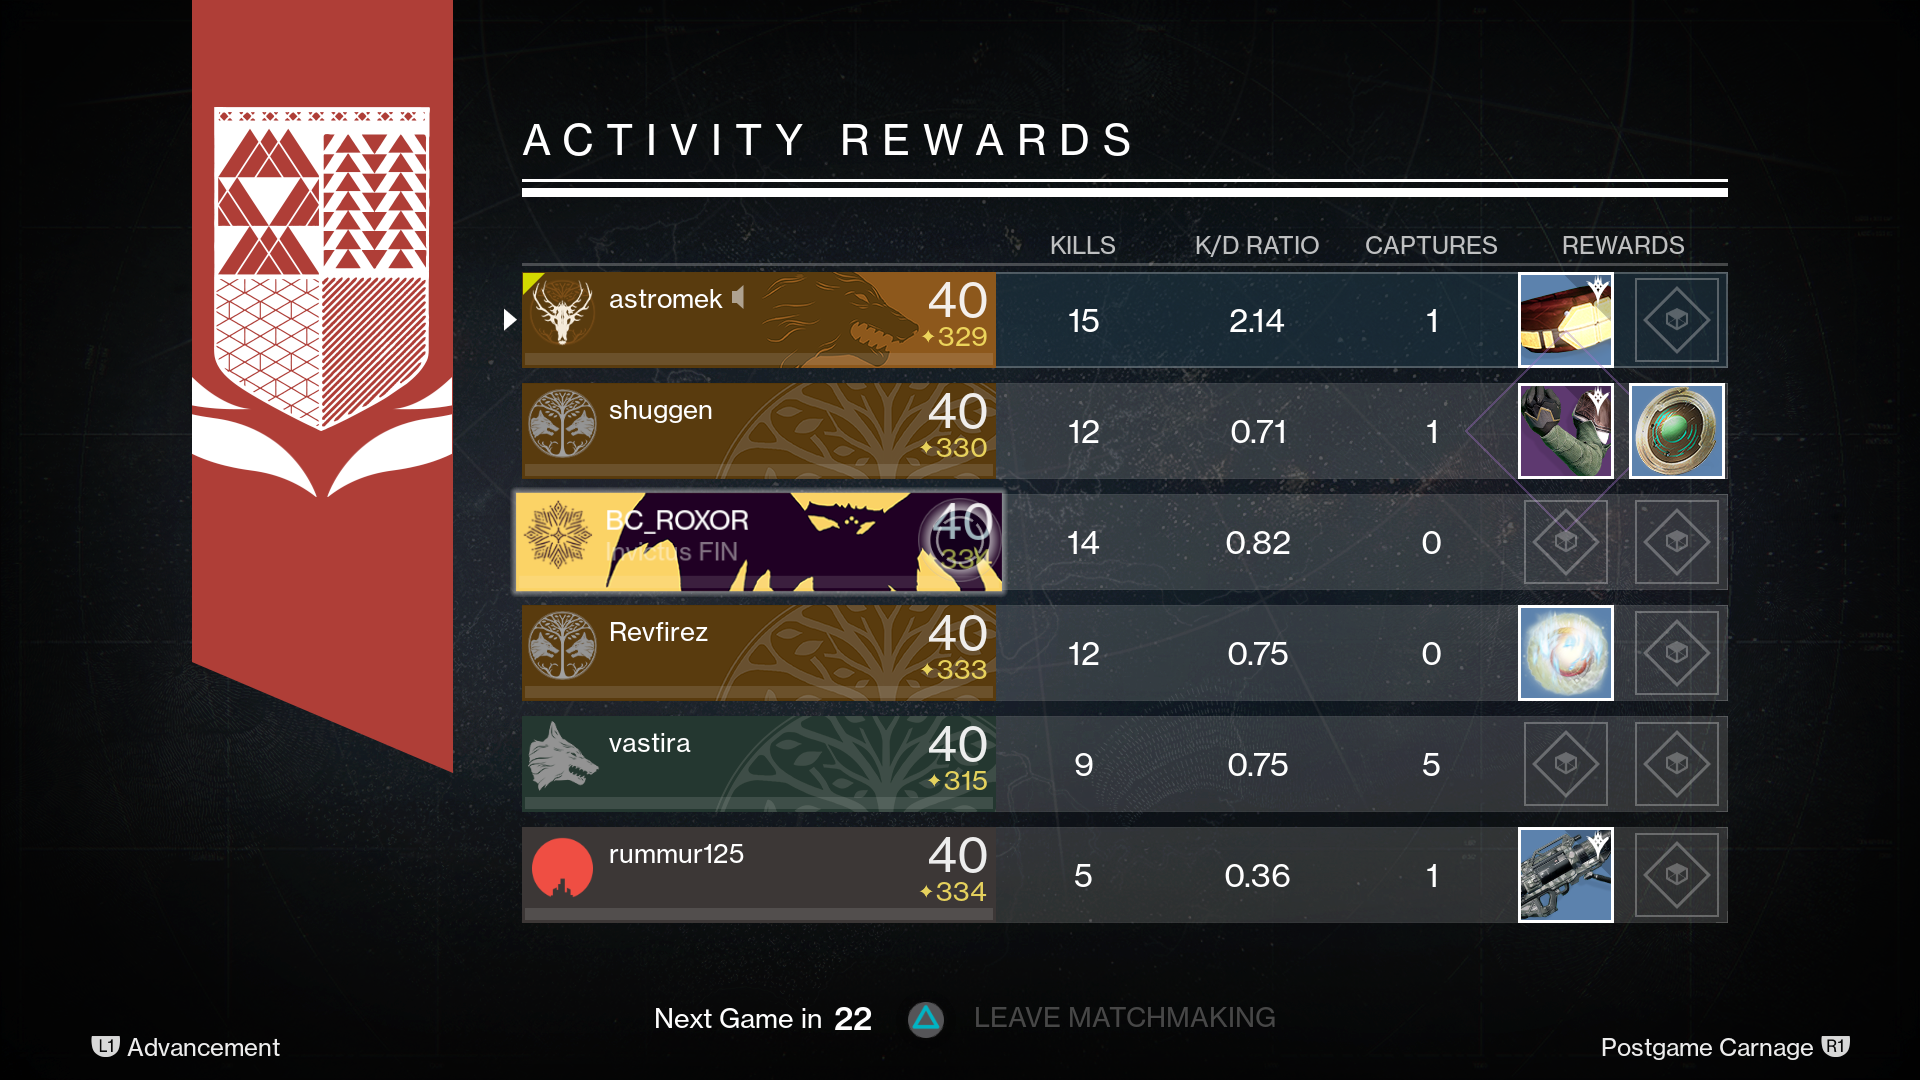 ACTIVITY REWARDS
KILLS K/D RATIO CAPTURES REWARDS
astromek 40
✦329
15 2.14 1
shuggen 40
✦330
12 0.71 1
BC_ROXOR 40
Invictus FIN 334
14 0.82 0
Revfirez 40
✦333
12 0.75 0
vastira 40
✦315
9 0.75 5
rummur125 40
✦334
5 0.36 1
Next Game in 22 LEAVE MATCHMAKING
L1 Advancement
Postgame Carnage R1